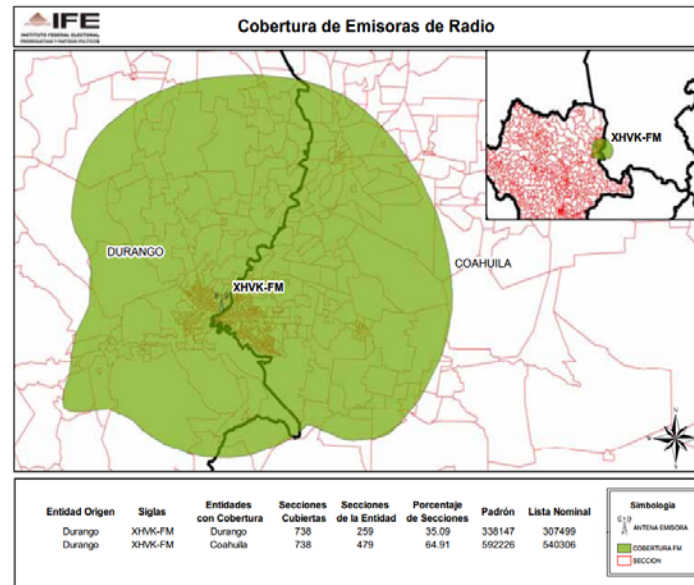 IFE
INSTITUTO FEDERAL ELECTORAL
PRERROGATIVAS Y PARTIDOS POLÍTICOS
Cobertura de Emisoras de Radio
XHVK-FM
DURANGO
COAHUILA
XHVK-FM
N
E
S
Entidad Origen Siglas Entidades con Cobertura Secciones Cubiertas Secciones de la Entidad Porcentaje de Secciones Padrón Lista Nominal
Durango XHVK-FM Durango 738 259 35.09 338147 307499
Durango XHVK-FM Coahuila 738 479 64.91 592226 540306
Simbología
ANTENA EMISORA
COBERTURA FM
SECCION